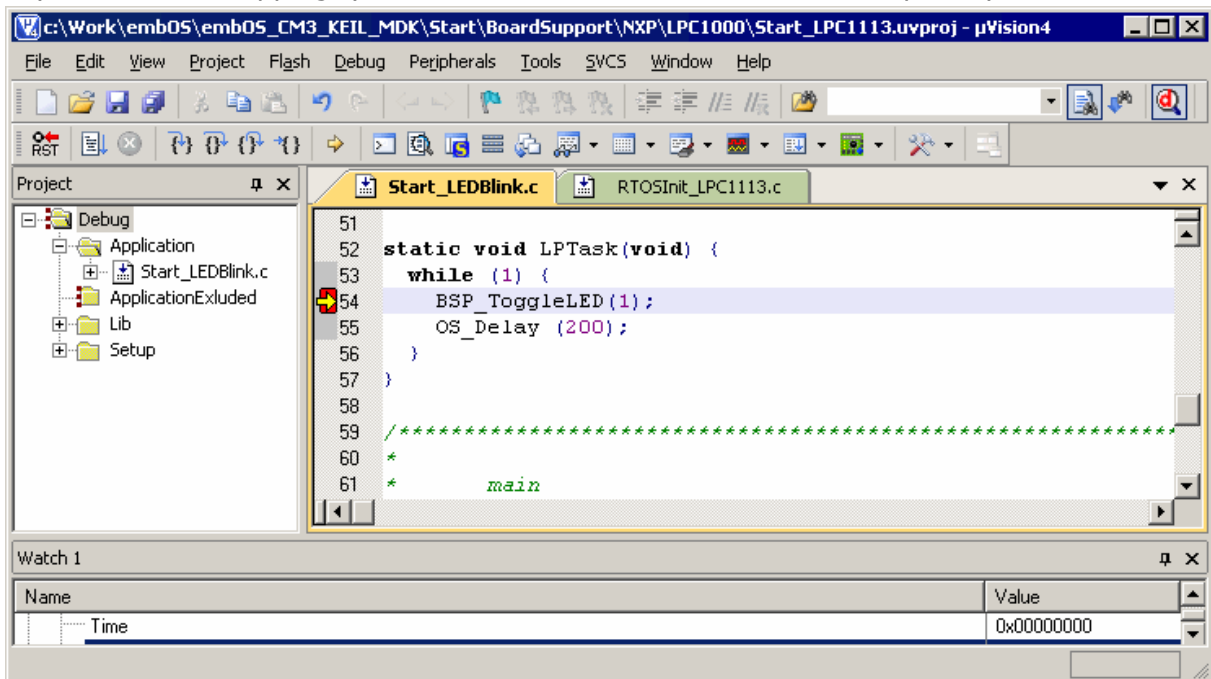 c:\Work\embOS\embOS_CM3_KEIL_MDK\Start\BoardSupport\NXP\LPC1000\Start_LPC1113.uvproj - µVision4
File Edit View Project Flash Debug Peripherals Tools SVCS Window Help
RST
Project
Start_LEDBlink.c RTOSInit_LPC1113.c
Debug
Application
Start_LEDBlink.c
ApplicationExluded
Lib
Setup
51
52 static void LPTask(void) {
53 while (1) {
54 BSP_ToggleLED(1);
55 OS_Delay (200);
56 }
57 }
58
59 /************************************************************
60 *
61 * main
Watch 1
Name Value
Time 0x00000000